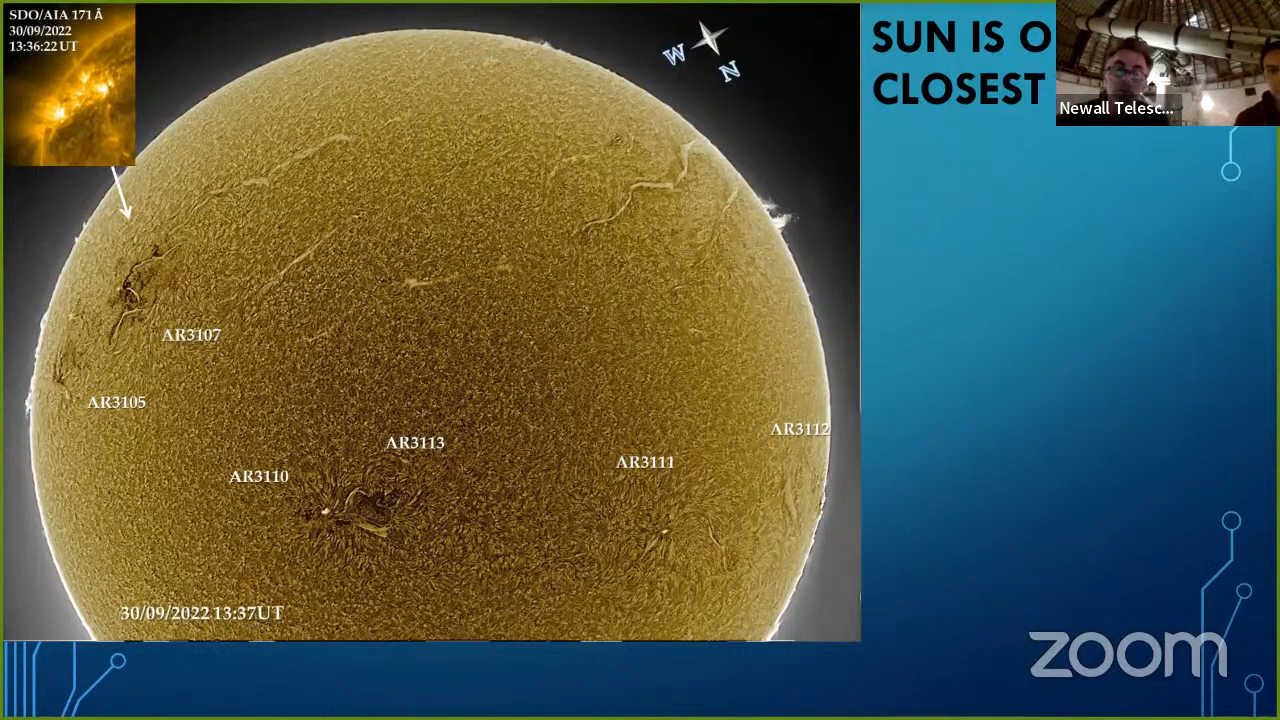 SDO/AIA 171 Å
30/09/2022
13:36:22 UT
W
N
SUN IS O
CLOSEST
Newall Telesc...
AR3107
AR3105
AR3113
AR3110
AR3111
AR3112
30/09/2022 13:37UT
zoom